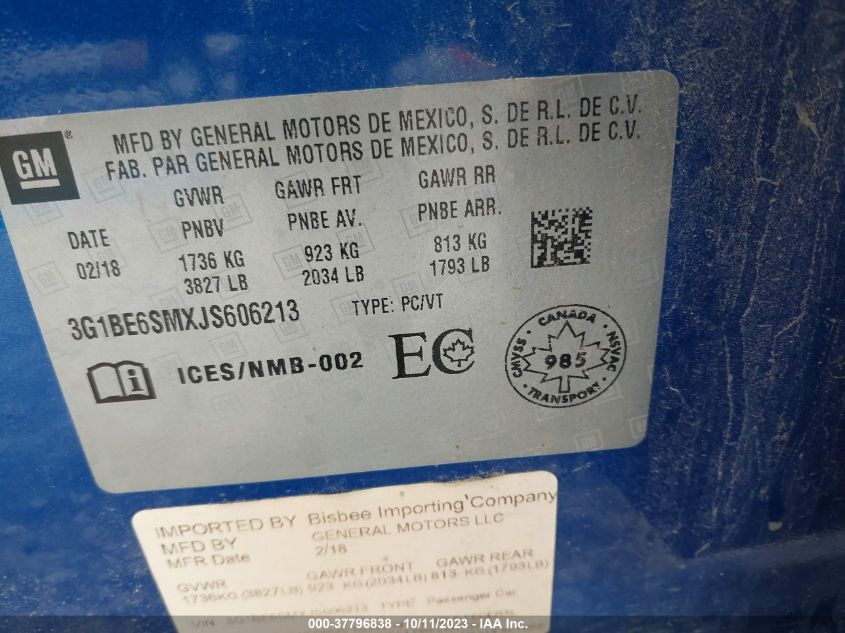 GM ®
MFD BY GENERAL MOTORS DE MEXICO, S. DE R.L. DE C.V.
FAB. PAR GENERAL MOTORS DE MEXICO, S. DE R.L. DE C.V.
GVWR GAWR FRT GAWR RR
DATE PNBV PNBE AV. PNBE ARR.
02/18 1736 KG 923 KG 813 KG
3827 LB 2034 LB 1793 LB
3G1BE6SMXJS606213 TYPE: PC/VT
i ICES/NMB-002 EC
CANADA
CMVSS 985 NSVAC
TRANSPORT
IMPORTED BY Bisbee Importing Company
MFD BY GENERAL MOTORS LLC
MFR Date 2/18
GVWR GAWR FRONT GAWR REAR
1736KG (3827LB) 923 KG(2034LB) 813 KG(1793LB)
VIN TYPE Passenger Car
000-37796838 - 10/11/2023 - IAA Inc.